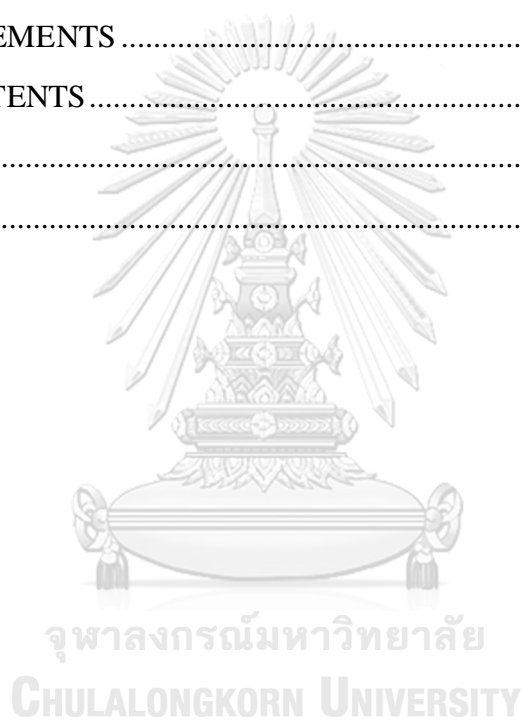 EMENTS ................................................
TENTS ....................................................
................................................................
................................................................
จุฬาลงกรณ์มหาวิทยาลัย
CHULALONGKORN UNIVERSITY